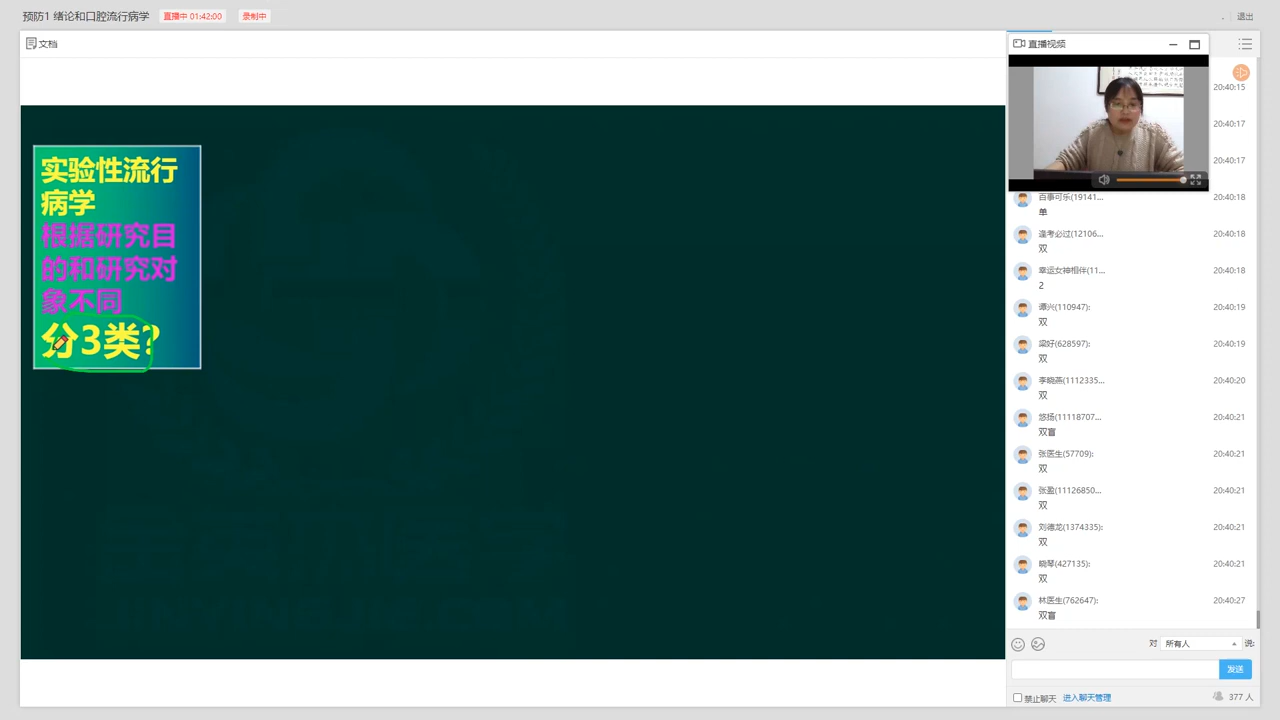 预防1 绪论和口腔流行病学
直播中 01:42:00
录制中
退出
文档
直播视频
实验性流行
病学
根据研究目
的和研究对
象不同
分3类?
20:40:15
20:40:17
20:40:17
百事可乐(19141...
20:40:18
单
逢考必过(12106...
20:40:18
双
幸运女神相伴(11...
20:40:18
2
谭兴(110947):
20:40:19
双
梁好(628597):
20:40:19
双
李晓燕(1112335...
20:40:20
双
悠扬(11118707...
20:40:21
双盲
张医生(57709):
20:40:21
双
张盈(11126850...
20:40:21
双
刘德龙(1374335):
20:40:21
双
晓琴(427135):
20:40:21
双
林医生(762647):
20:40:27
双盲
对 所有人 说:
发送
禁止聊天 进入聊天管理
377 人